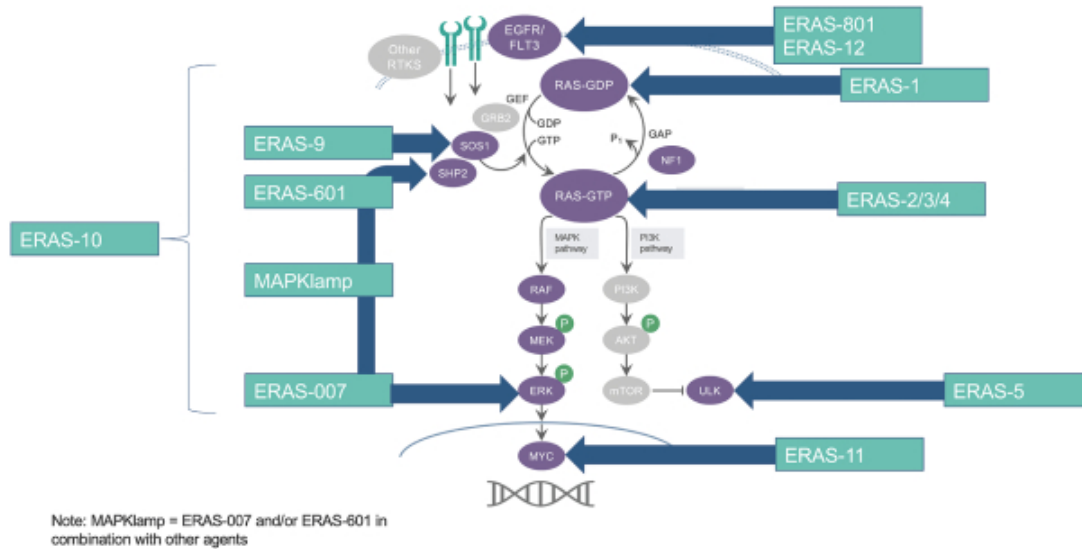 ERAS-801
ERAS-12
EGFR/
FLT3
Other
RTKS
RAS-GDP
ERAS-1
GEF
GDP
GTP
GRB2
GAP
P₁
NF1
ERAS-9
SOS1
SHP2
ERAS-601
RAS-GTP
ERAS-2/3/4
ERAS-10
MAPK
pathway
PI3K
pathway
MAPKlamp
RAF
PI3K
P
MEK
P
AKT
P
ERAS-007
ERK
mTOR
ULK
ERAS-5
MYC
ERAS-11
Note: MAPKlamp = ERAS-007 and/or ERAS-601 in
combination with other agents